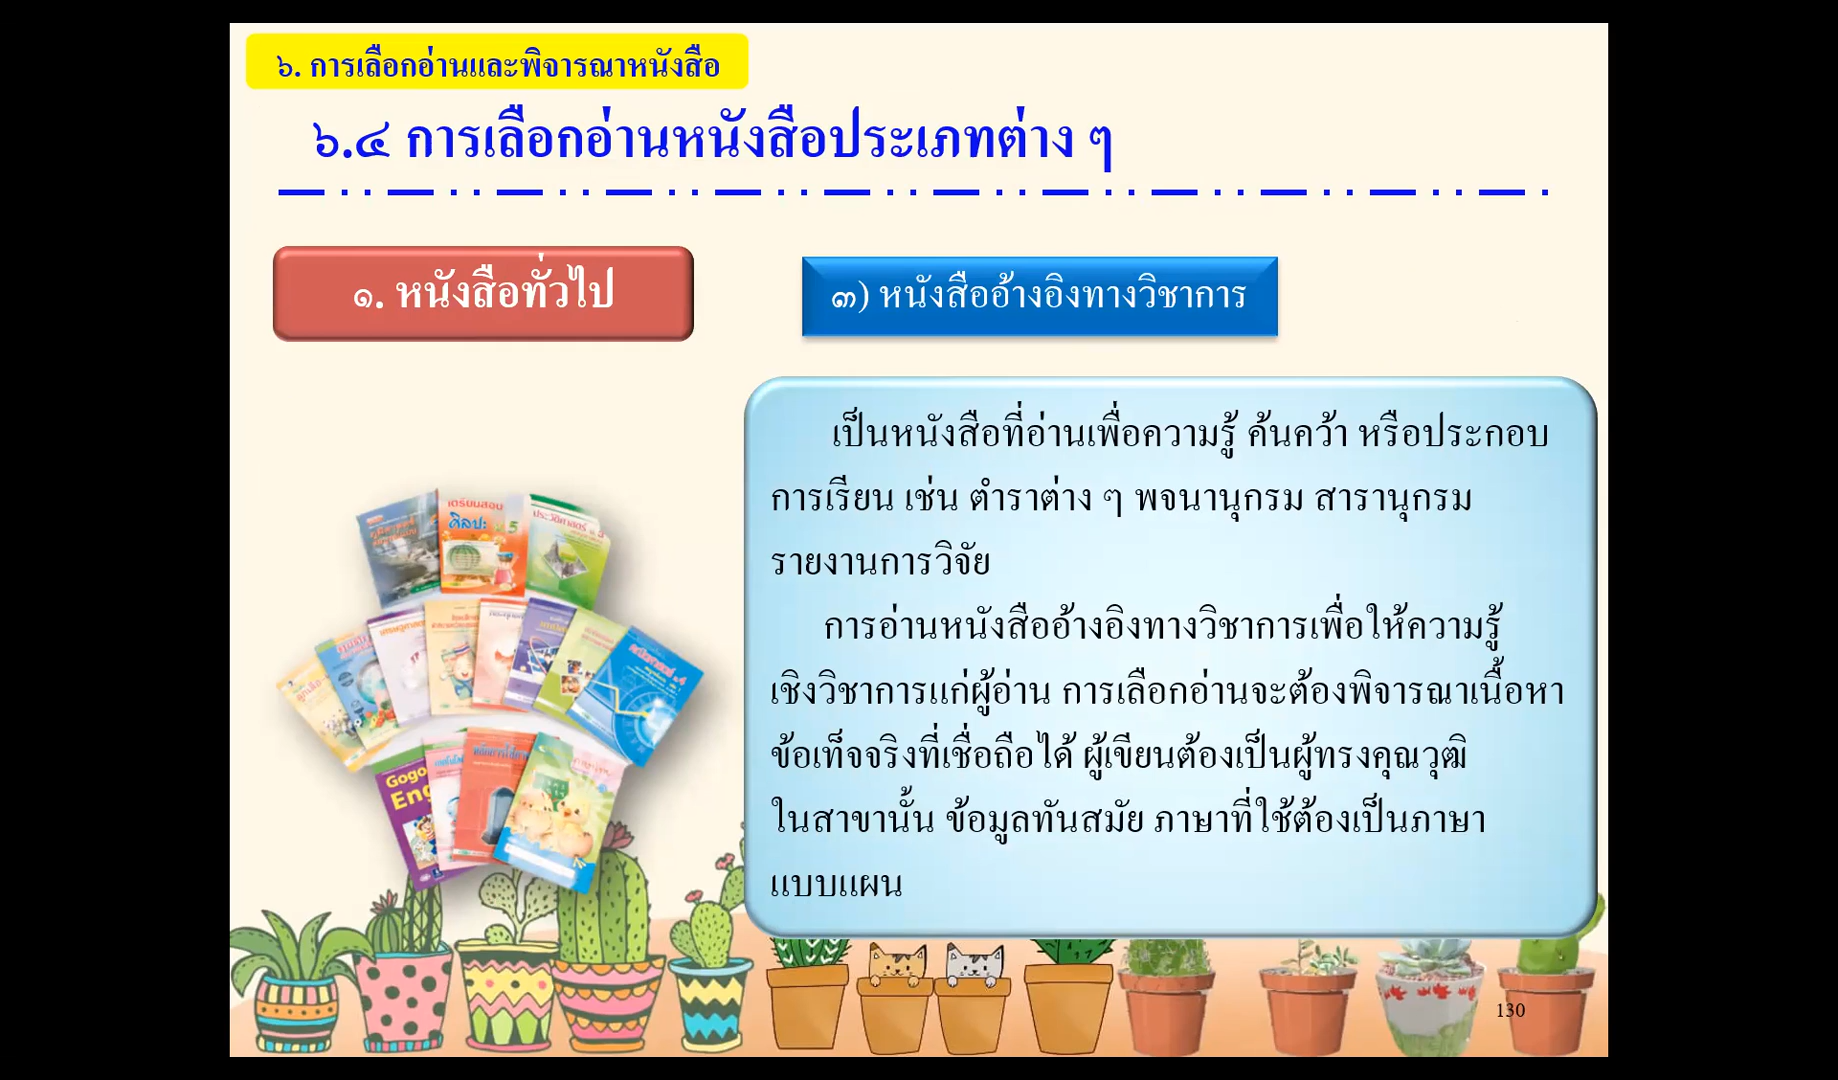 ๖. การเลือกอ่านและพิจารณาหนังสือ
๖.๔ การเลือกอ่านหนังสือประเภทต่าง ๆ
๑. หนังสือทั่วไป
๓) หนังสืออ้างอิงทางวิชาการ
เป็นหนังสือที่อ่านเพื่อความรู้ ค้นคว้า หรือประกอบ
การเรียน เช่น ตำราต่าง ๆ พจนานุกรม สารานุกรม
รายงานการวิจัย
การอ่านหนังสืออ้างอิงทางวิชาการเพื่อให้ความรู้
เชิงวิชาการแก่ผู้อ่าน การเลือกอ่านจะต้องพิจารณาเนื้อหา
ข้อเท็จจริงที่เชื่อถือได้ ผู้เขียนต้องเป็นผู้ทรงคุณวุฒิ
ในสาขานั้น ข้อมูลทันสมัย ภาษาที่ใช้ต้องเป็นภาษา
แบบแผน
เตรียมสอบ
ศิลปะ ม.5
Gogo
Eng
130